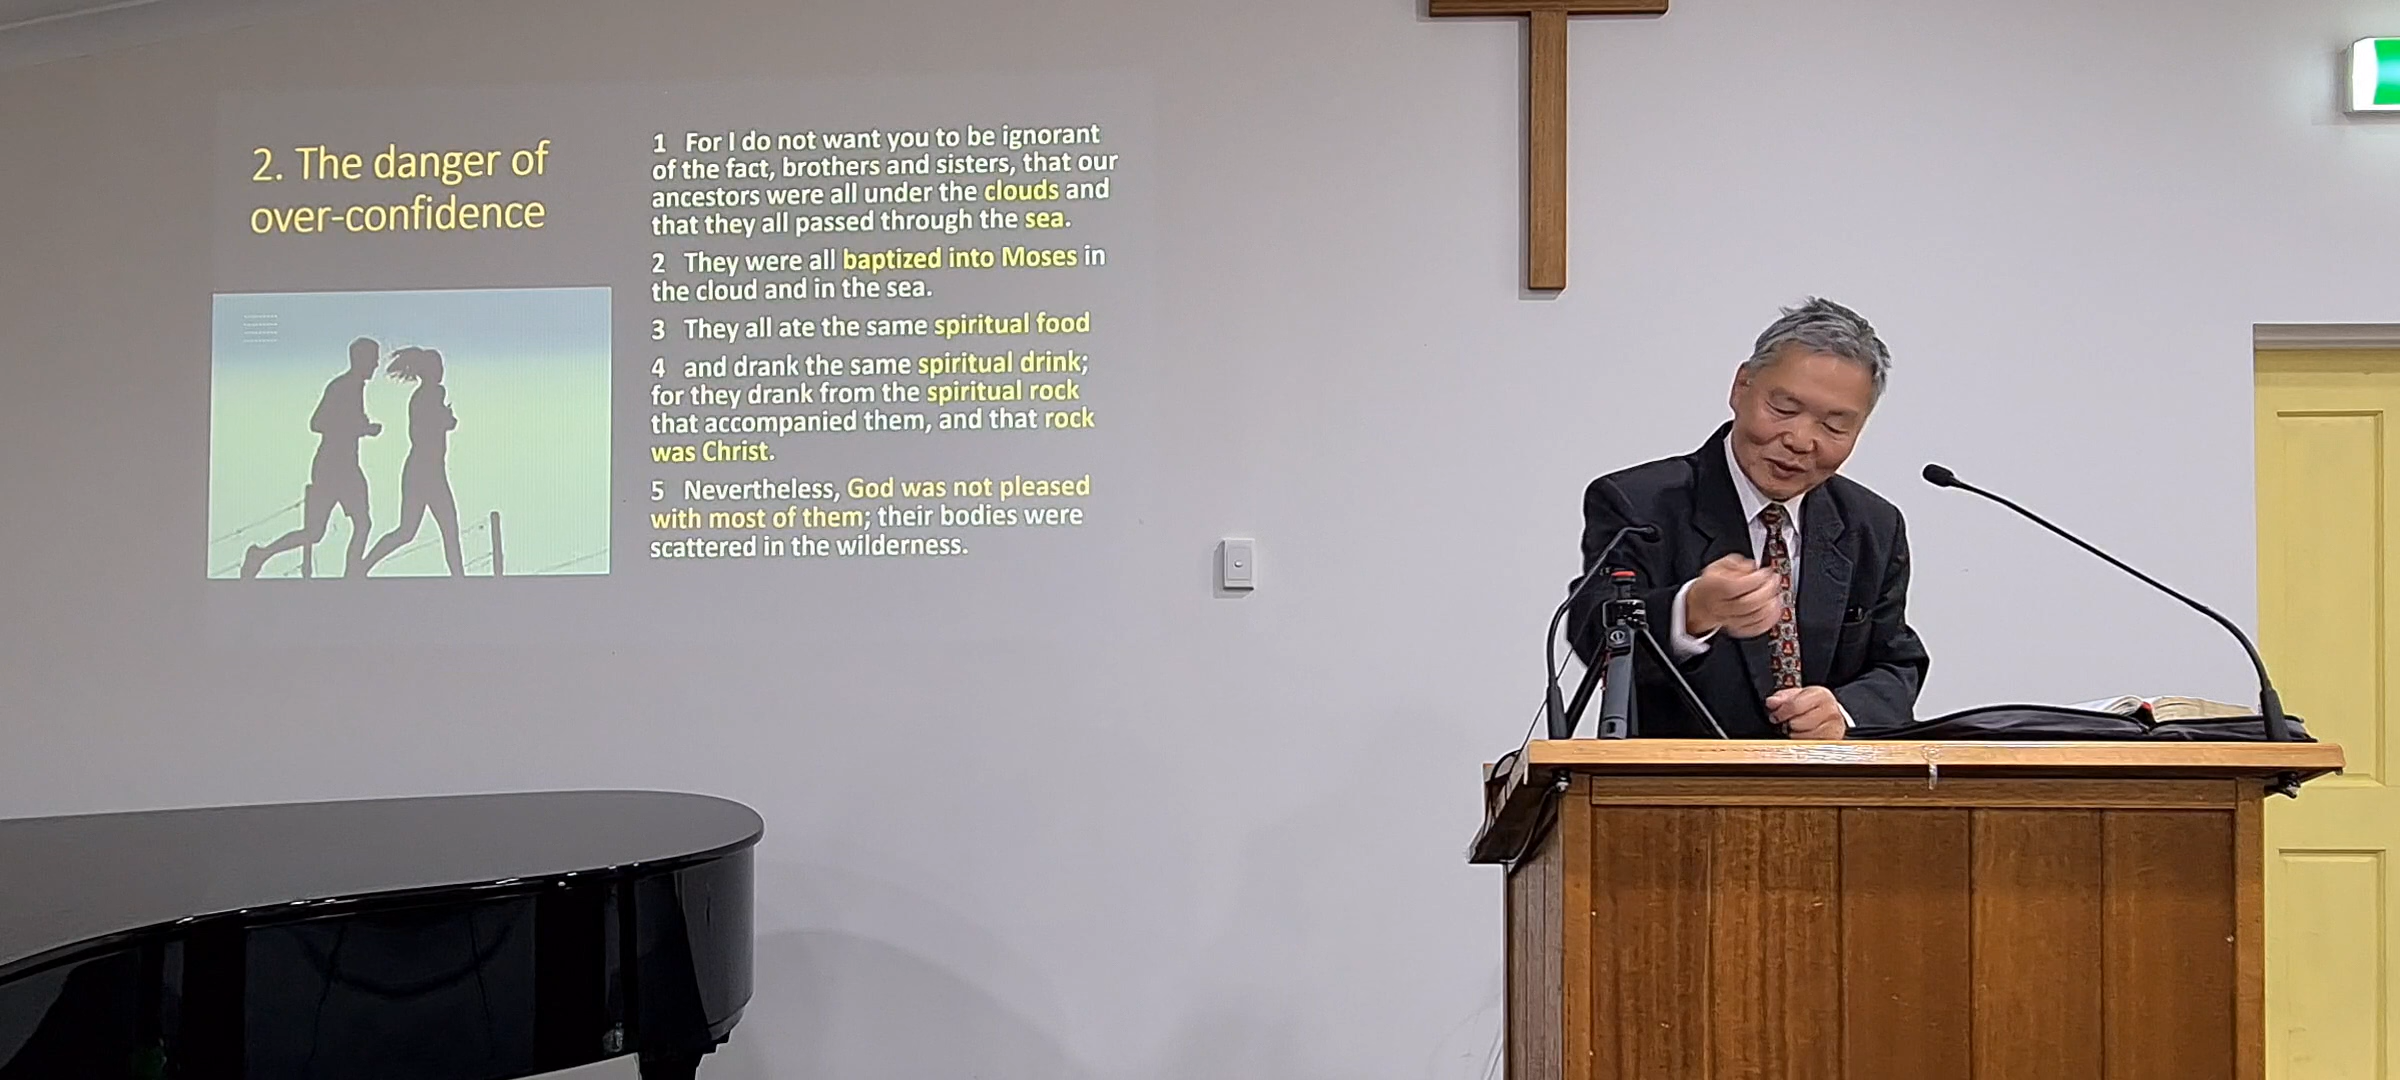 2. The danger of
over-confidence
1 For I do not want you to be ignorant
of the fact, brothers and sisters, that our
ancestors were all under the clouds and
that they all passed through the sea.
2 They were all baptized into Moses in
the cloud and in the sea.
3 They all ate the same spiritual food
4 and drank the same spiritual drink;
for they drank from the spiritual rock
that accompanied them, and that rock
was Christ.
5 Nevertheless, God was not pleased
with most of them; their bodies were
scattered in the wilderness.